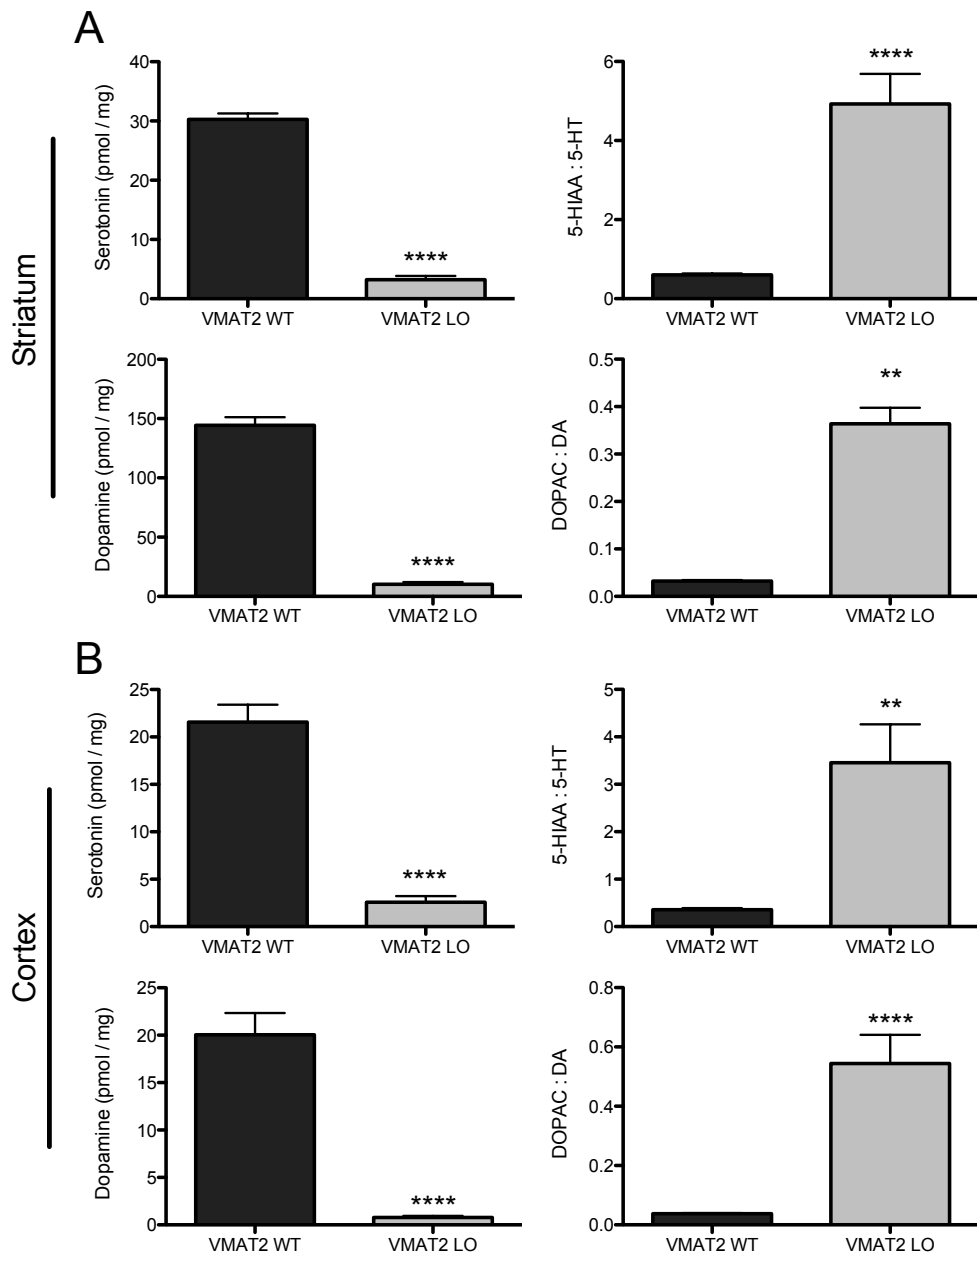 A
Striatum
Serotonin (pmol / mg)
40
30
20
10
0
****
VMAT2 WT
VMAT2 LO
5-HIAA : 5-HT
6
4
2
0
****
VMAT2 WT
VMAT2 LO
Dopamine (pmol / mg)
200
150
100
50
0
****
VMAT2 WT
VMAT2 LO
DOPAC : DA
0.5
0.4
0.3
0.2
0.1
0.0
**
VMAT2 WT
VMAT2 LO
B
Cortex
Serotonin (pmol / mg)
25
20
15
10
5
0
****
VMAT2 WT
VMAT2 LO
5-HIAA : 5-HT
5
4
3
2
1
0
**
VMAT2 WT
VMAT2 LO
Dopamine (pmol / mg)
25
20
15
10
5
0
****
VMAT2 WT
VMAT2 LO
DOPAC : DA
0.8
0.6
0.4
0.2
0.0
****
VMAT2 WT
VMAT2 LO